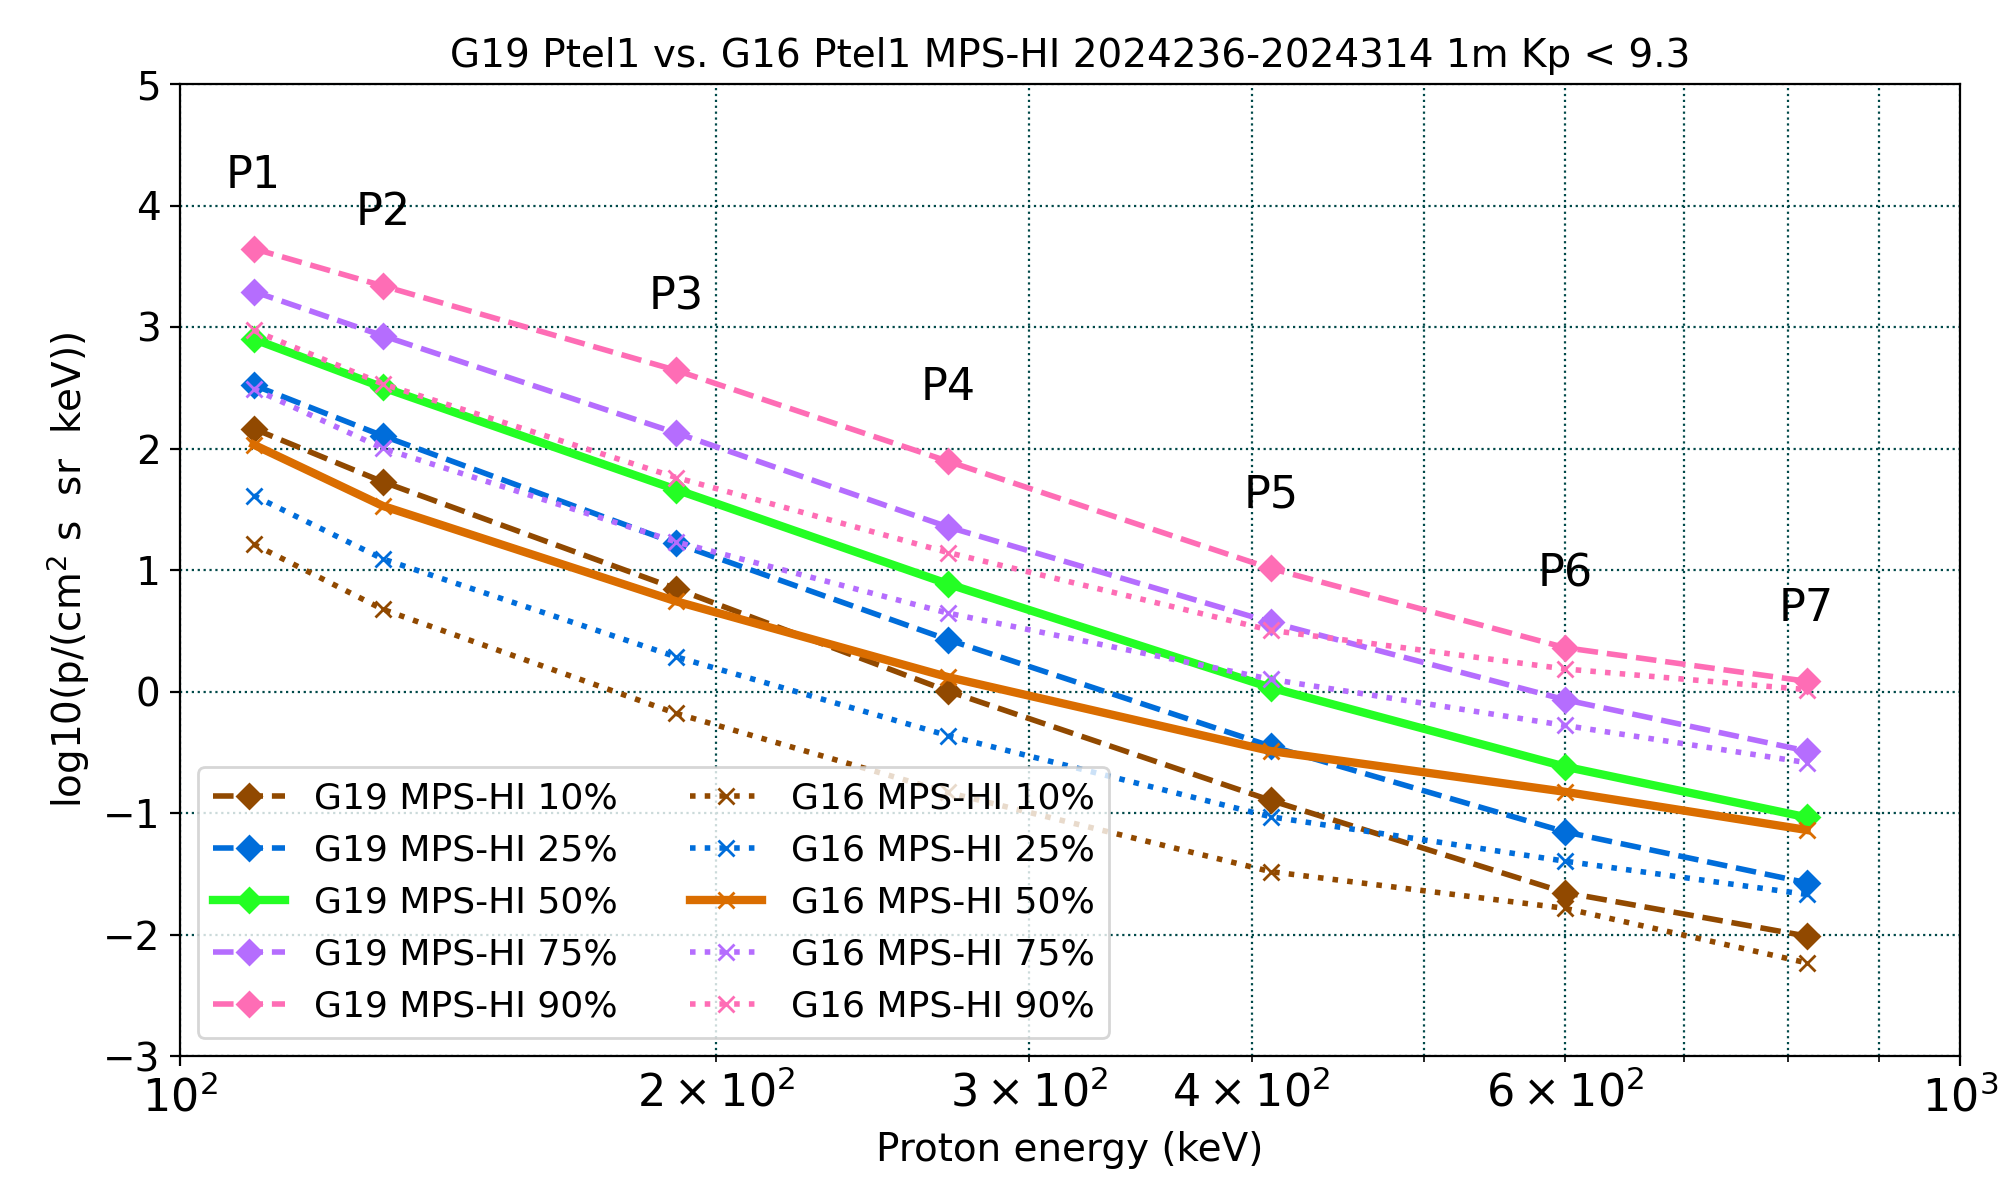 G19 Ptel1 vs. G16 Ptel1 MPS-HI 2024236-2024314 1m Kp < 9.3
log10(p/(cm² s sr keV))
5
4
3
2
1
0
−1
−2
−3
P1
P2
P3
P4
P5
P6
P7
G19 MPS-HI 10%
G19 MPS-HI 25%
G19 MPS-HI 50%
G19 MPS-HI 75%
G19 MPS-HI 90%
G16 MPS-HI 10%
G16 MPS-HI 25%
G16 MPS-HI 50%
G16 MPS-HI 75%
G16 MPS-HI 90%
10² 2 × 10² 3 × 10² 4 × 10² 6 × 10² 10³
Proton energy (keV)